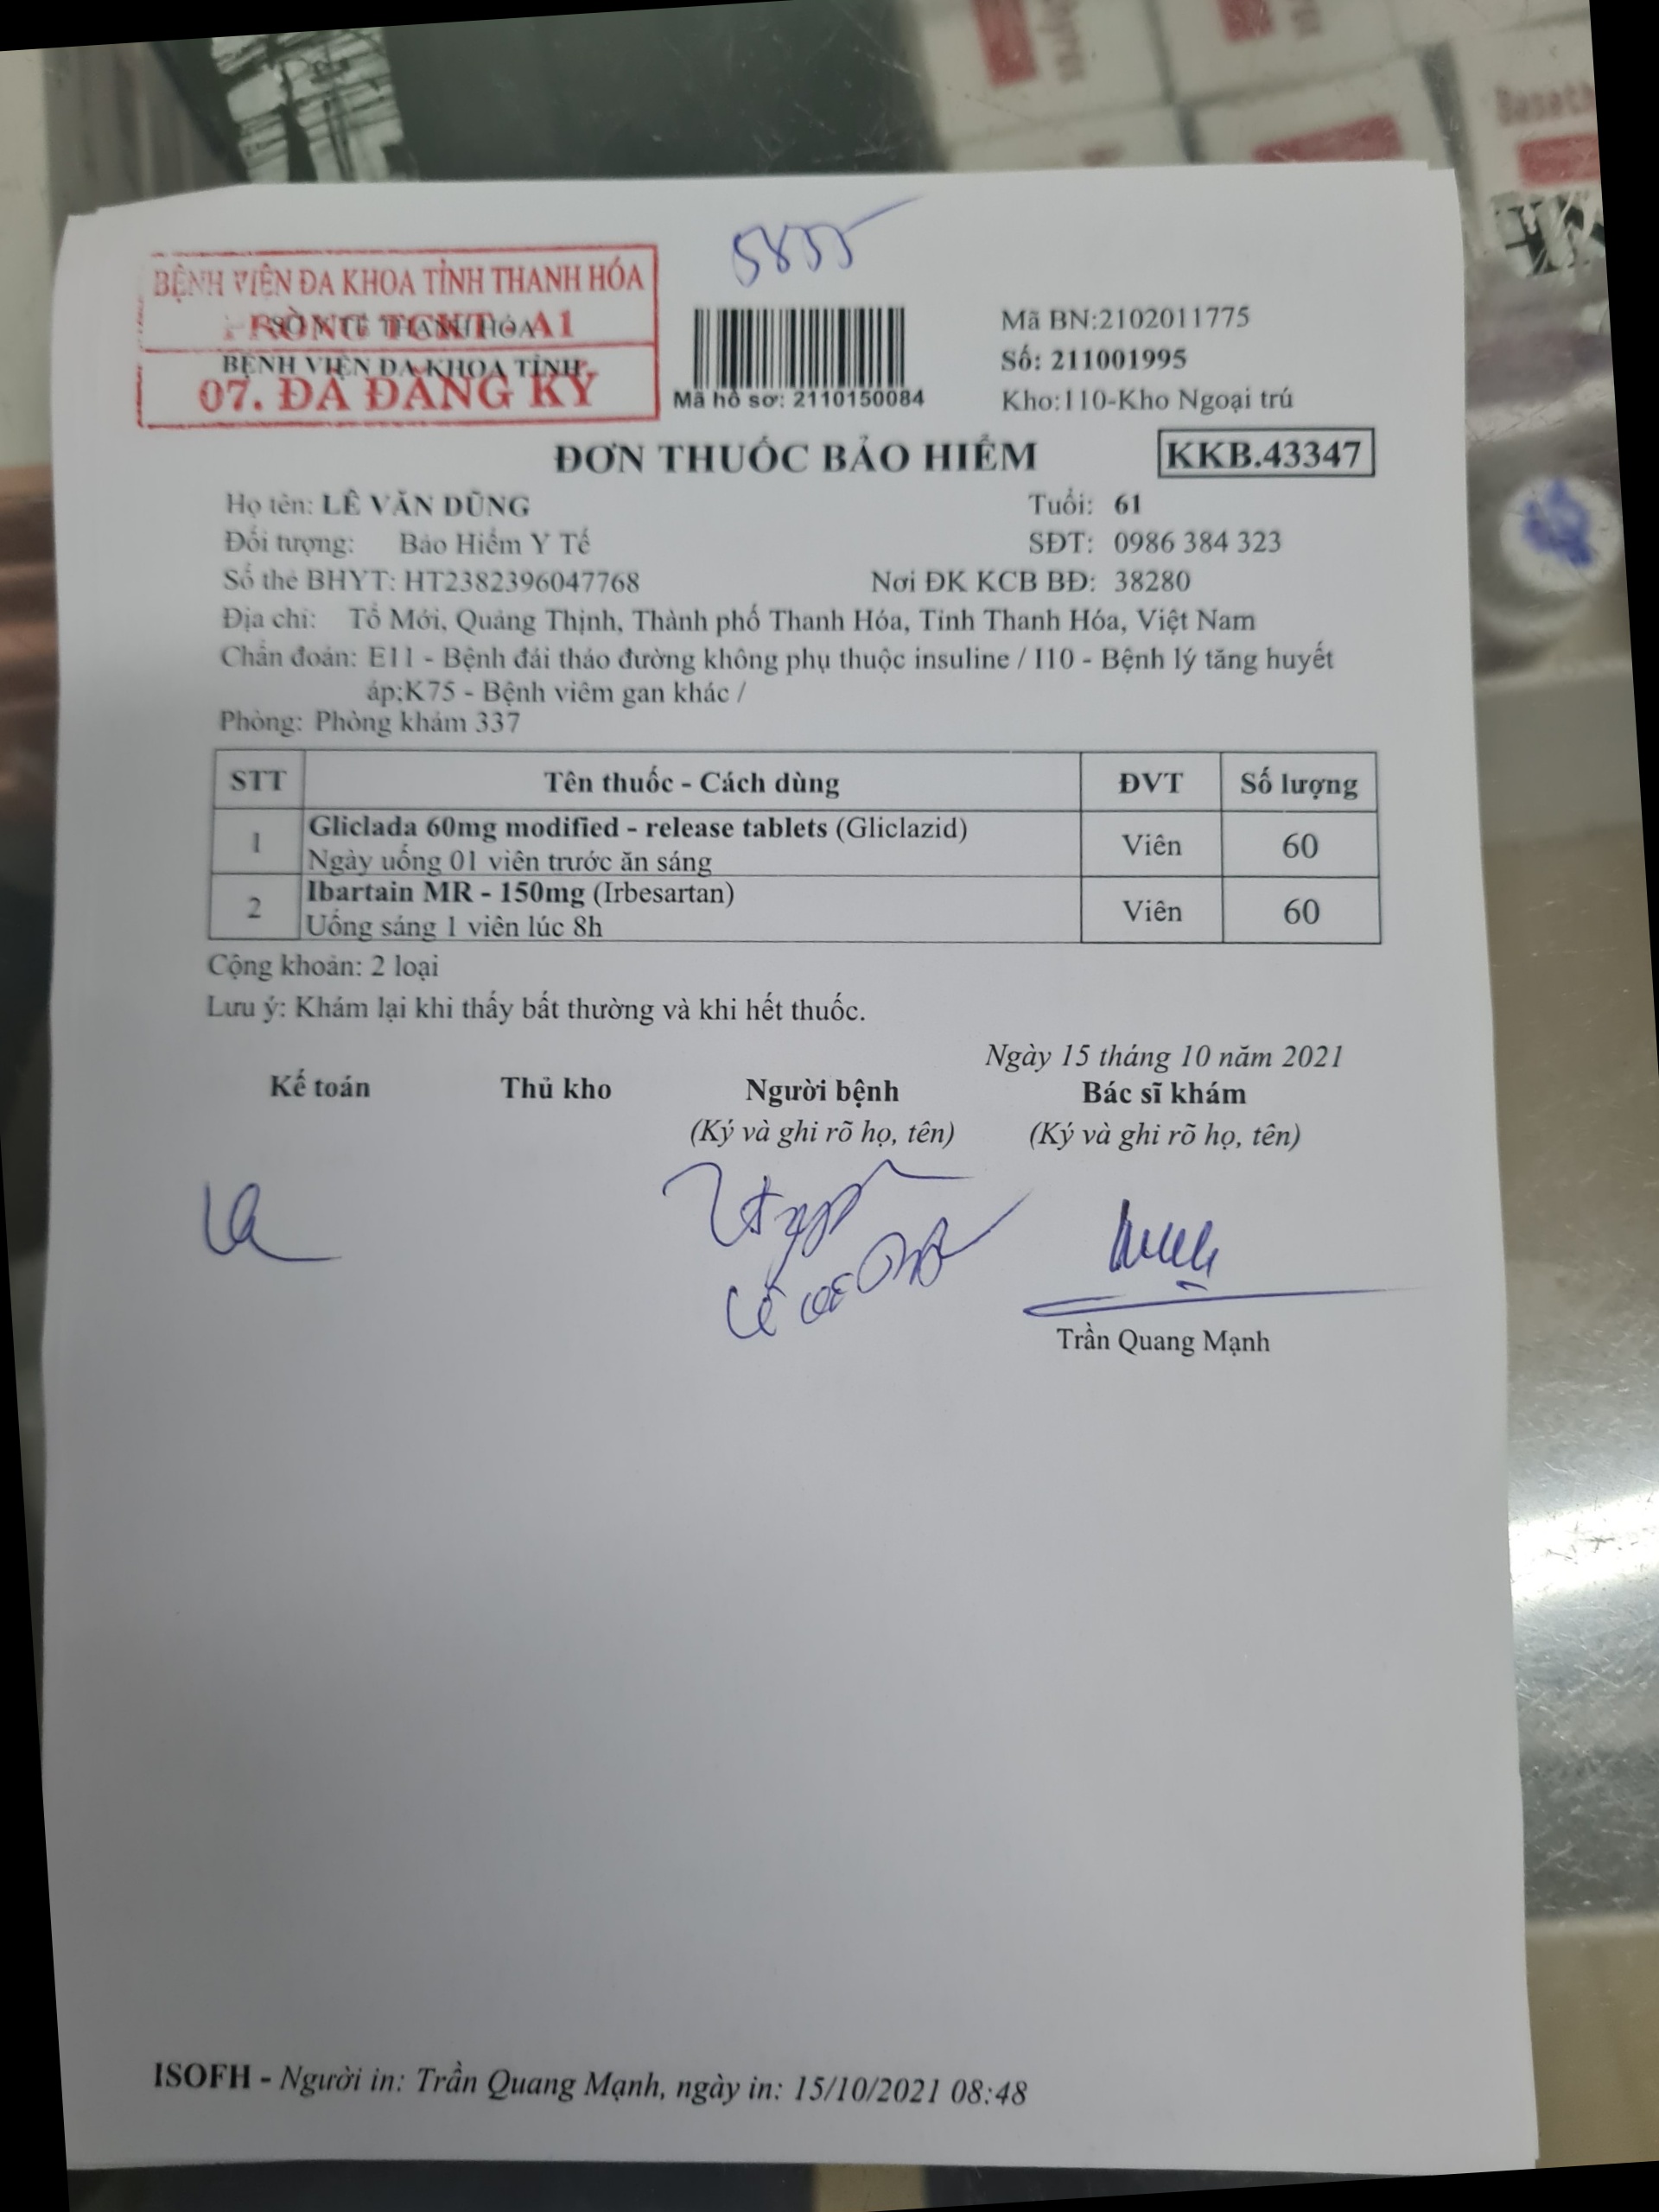 5855
BỆNH VIỆN ĐA KHOA TỈNH THANH HÓA
PHÒNG TCKT - A1
SỞ Y TẾ THANH HÓA
BỆNH VIỆN ĐA KHOA TỈNH
07. ĐÃ ĐĂNG KÝ
Mã hồ sơ: 2110150084
Mã BN:2102011775
Số: 211001995
Kho:110-Kho Ngoại trú
ĐƠN THUỐC BẢO HIỂM
KKB.43347
Họ tên: LÊ VĂN DŨNG Tuổi: 61
Đối tượng: Bảo Hiểm Y Tế SĐT: 0986 384 323
Số thẻ BHYT: HT2382396047768 Nơi ĐK KCB BĐ: 38280
Địa chỉ: Tổ Mới, Quảng Thịnh, Thành phố Thanh Hóa, Tỉnh Thanh Hóa, Việt Nam
Chẩn đoán: E11 - Bệnh đái tháo đường không phụ thuộc insuline / I10 - Bệnh lý tăng huyết
áp;K75 - Bệnh viêm gan khác /
Phòng: Phòng khám 337
STT Tên thuốc - Cách dùng ĐVT Số lượng
1 Gliclada 60mg modified - release tablets (Gliclazid) Viên 60
Ngày uống 01 viên trước ăn sáng
2 Ibartain MR - 150mg (Irbesartan) Viên 60
Uống sáng 1 viên lúc 8h
Cộng khoản: 2 loại
Lưu ý: Khám lại khi thấy bất thường và khi hết thuốc.
Ngày 15 tháng 10 năm 2021
Kế toán Thủ kho Người bệnh Bác sĩ khám
(Ký và ghi rõ họ, tên) (Ký và ghi rõ họ, tên)
Trần Quang Mạnh
ISOFH - Người in: Trần Quang Mạnh, ngày in: 15/10/2021 08:48